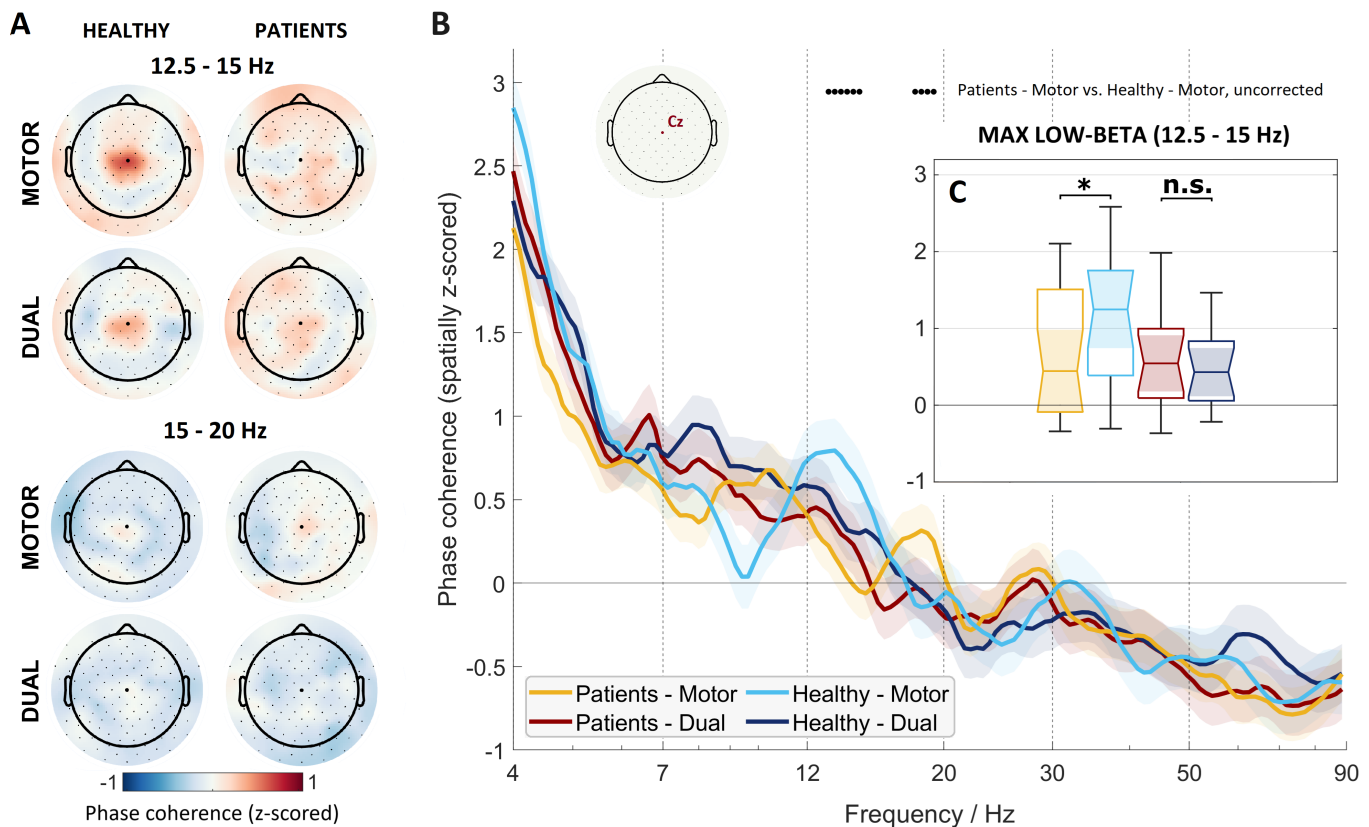 A
HEALTHY
PATIENTS
12.5 - 15 Hz
MOTOR
DUAL
15 - 20 Hz
MOTOR
DUAL
-1
1
Phase coherence (z-scored)
B
Phase coherence (spatially z-scored)
3
2.5
2
1.5
1
0.5
0
-0.5
-1
Cz
Patients - Motor vs. Healthy - Motor, uncorrected
MAX LOW-BETA (12.5 - 15 Hz)
C
3
2
1
0
-1
*
n.s.
Patients - Motor
Healthy - Motor
Patients - Dual
Healthy - Dual
4
7
12
20
30
50
90
Frequency / Hz